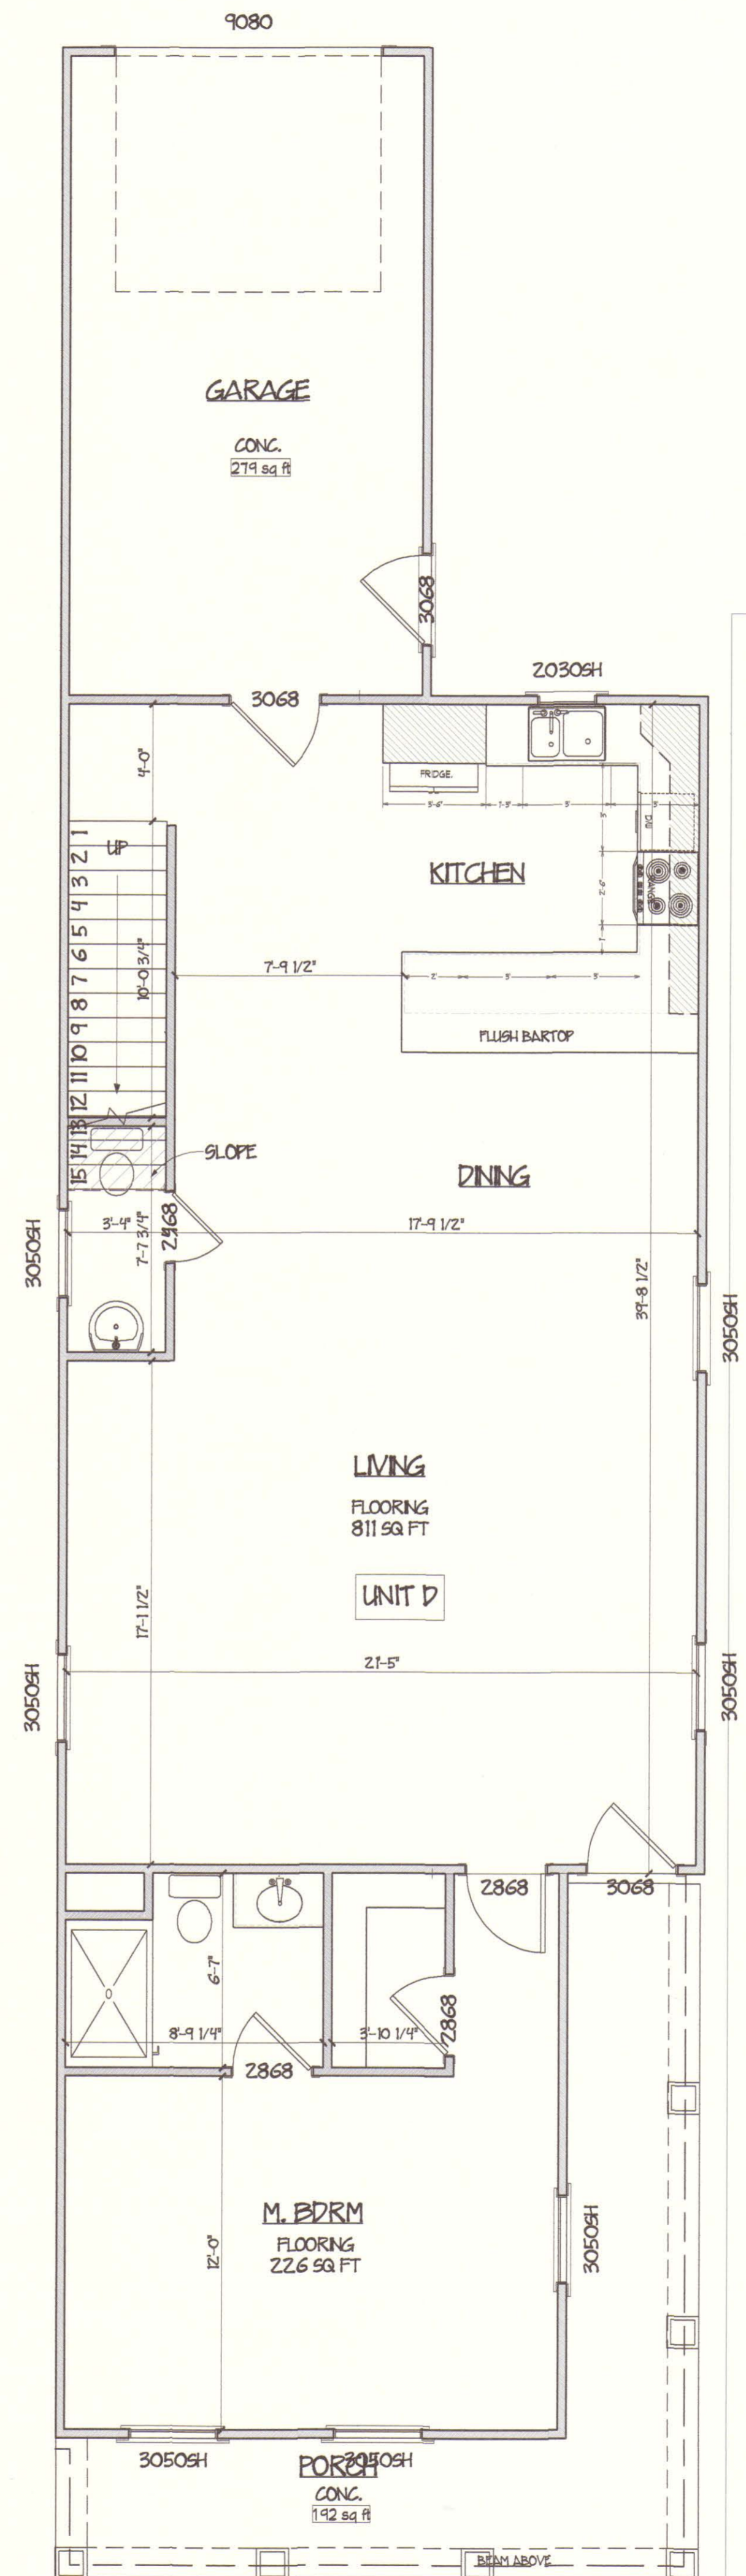 9080
GARAGE
CONC.
279 sq ft
3068
2030SH
3068
4'-0"
FRIDGE.
5'-6"
1'-5"
3'
3'
D/W
1
UP
2
3
KITCHEN
RANGE
2'-6"
4
5
6
10'-0 3/4"
7
7'-9 1/2"
2'
3'
3'
1'
8
9
10
FLUSH BARTOP
11
12
13
14
SLOPE
15
DINING
3050SH
3'-4"
7'-7 3/4"
17'-9 1/2"
39'-8 1/2"
3050SH
LIVING
FLOORING
811 SQ FT
UNIT D
17'-1 1/2"
21'-5"
3050SH
3050SH
2868
3068
6'-7"
8'-9 1/4"
3'-10 1/4"
2868
2868
M. BDRM
FLOORING
226 SQ FT
12'-0"
3050SH
3050SH
3050SH
PORCH
CONC.
192 sq ft
BEAM ABOVE